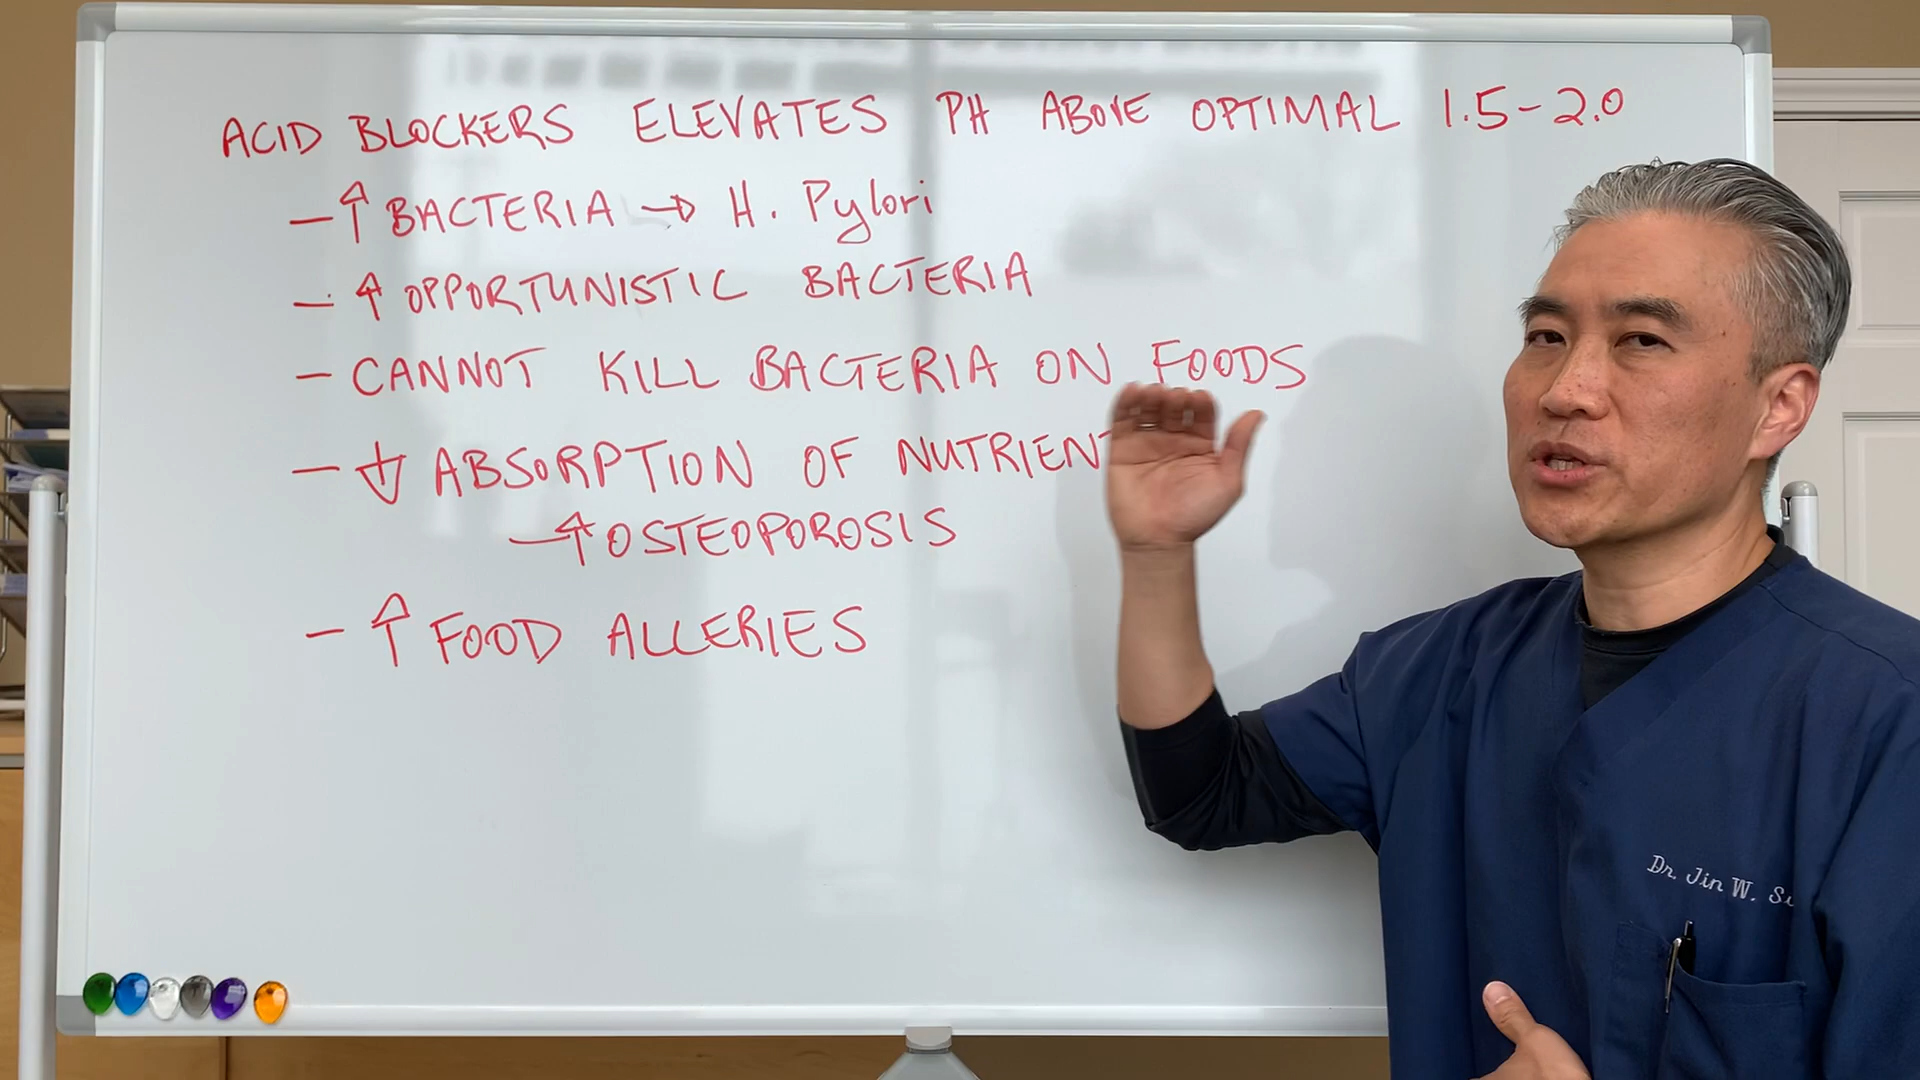 ACID BLOCKERS ELEVATES PH ABOVE OPTIMAL 1.5-2.0
- ↑ BACTERIA → H. Pylori
- ↑ OPPORTUNISTIC BACTERIA
- CANNOT KILL BACTERIA ON FOODS
- ↓ ABSORPTION OF NUTRIENT
→ ↑ OSTEOPOROSIS
- ↑ FOOD ALLERIES
Dr. Jin W.